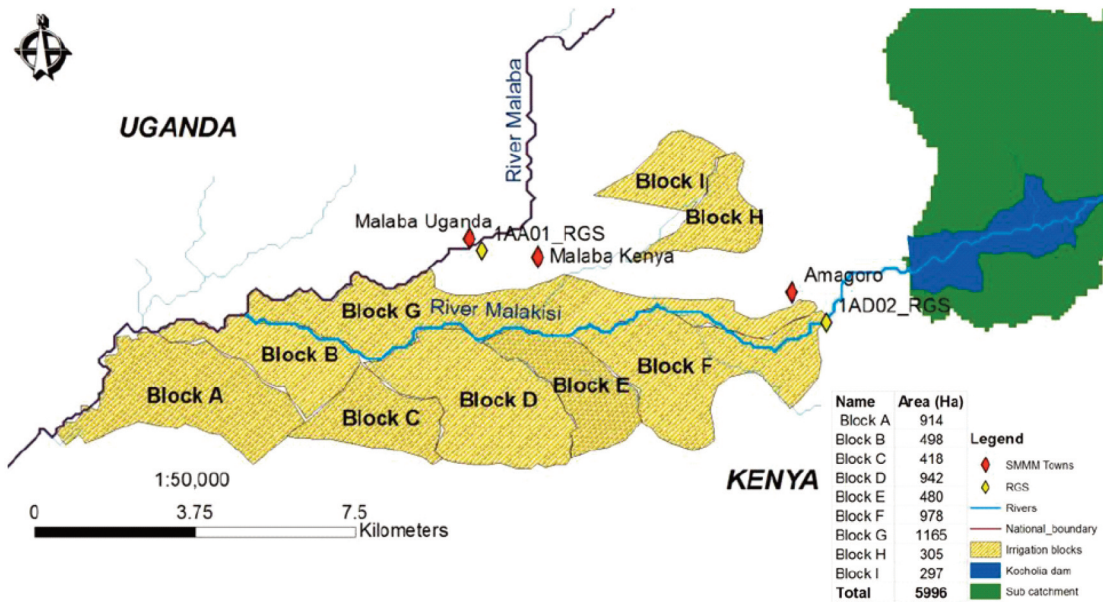 UGANDA
River Malaba
Block I
Block H
Malaba Uganda
1AA01_RGS
Malaba Kenya
Amagoro
1AD02_RGS
Block G
River Malakisi
Block B
Block F
Block A
Block E
Block D
Block C
KENYA
1:50,000
0 3.75 7.5
Kilometers
Name Area (Ha)
Block A 914
Block B 498
Block C 418
Block D 942
Block E 480
Block F 978
Block G 1165
Block H 305
Block I 297
Total 5996
Legend
SMMM Towns
RGS
Rivers
National_boundary
Irrigation blocks
Kocholia dam
Sub catchment